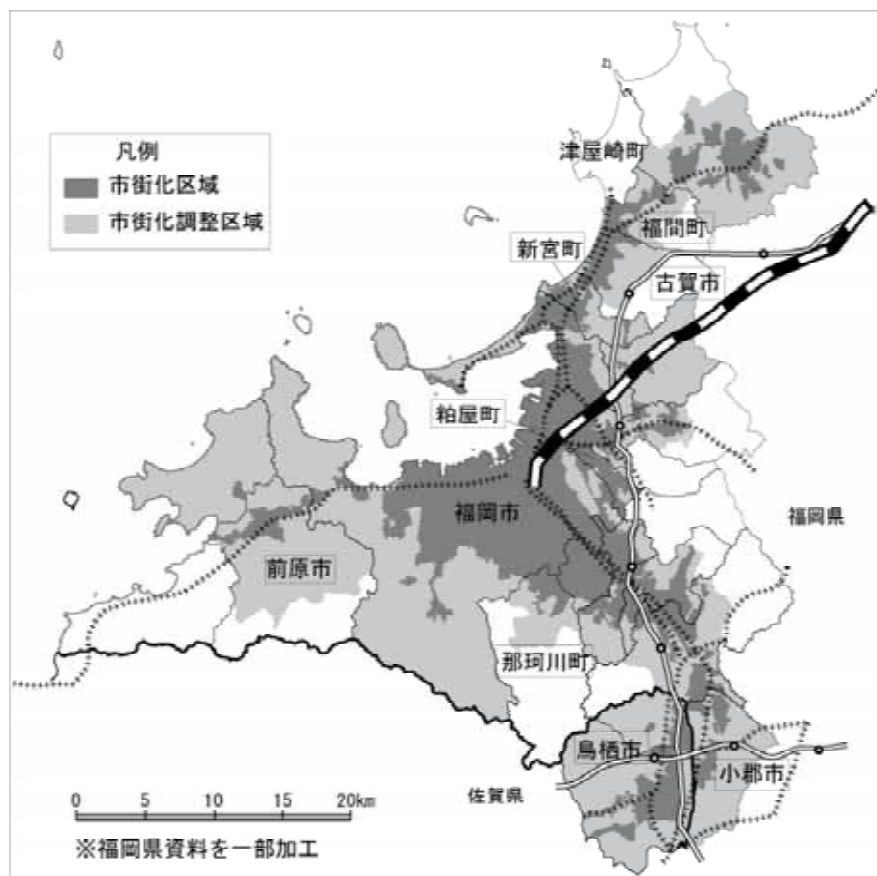 凡例
市街化区域
市街化調整区域
津屋崎町
福間町
新宮町
古賀市
粕屋町
福岡市
福岡県
前原市
那珂川町
鳥栖市
小郡市
佐賀県
0 5 10 15 20km
※福岡県資料を一部加工